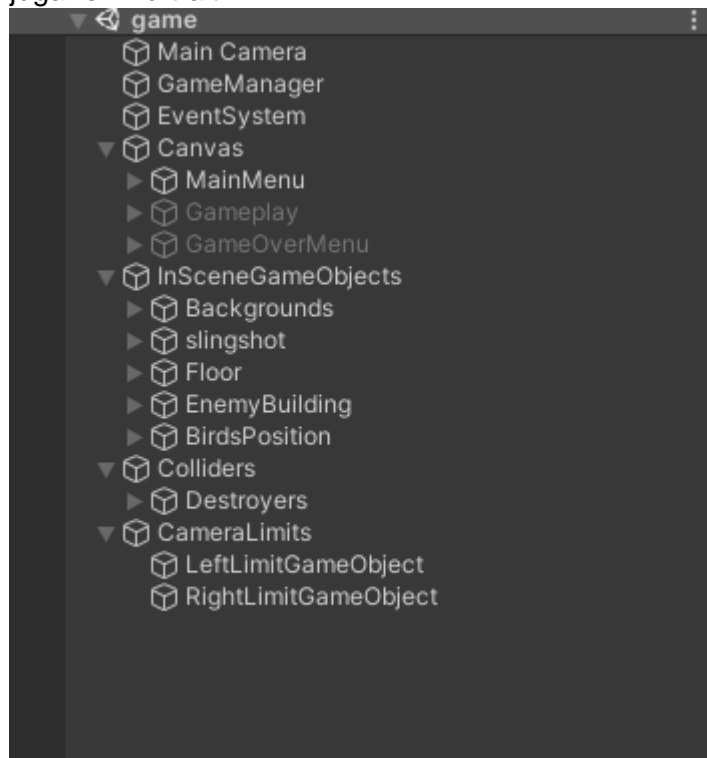 game
Main Camera
GameManager
EventSystem
Canvas
MainMenu
Gameplay
GameOverMenu
InSceneGameObjects
Backgrounds
slingshot
Floor
EnemyBuilding
BirdsPosition
Colliders
Destroyers
CameraLimits
LeftLimitGameObject
RightLimitGameObject